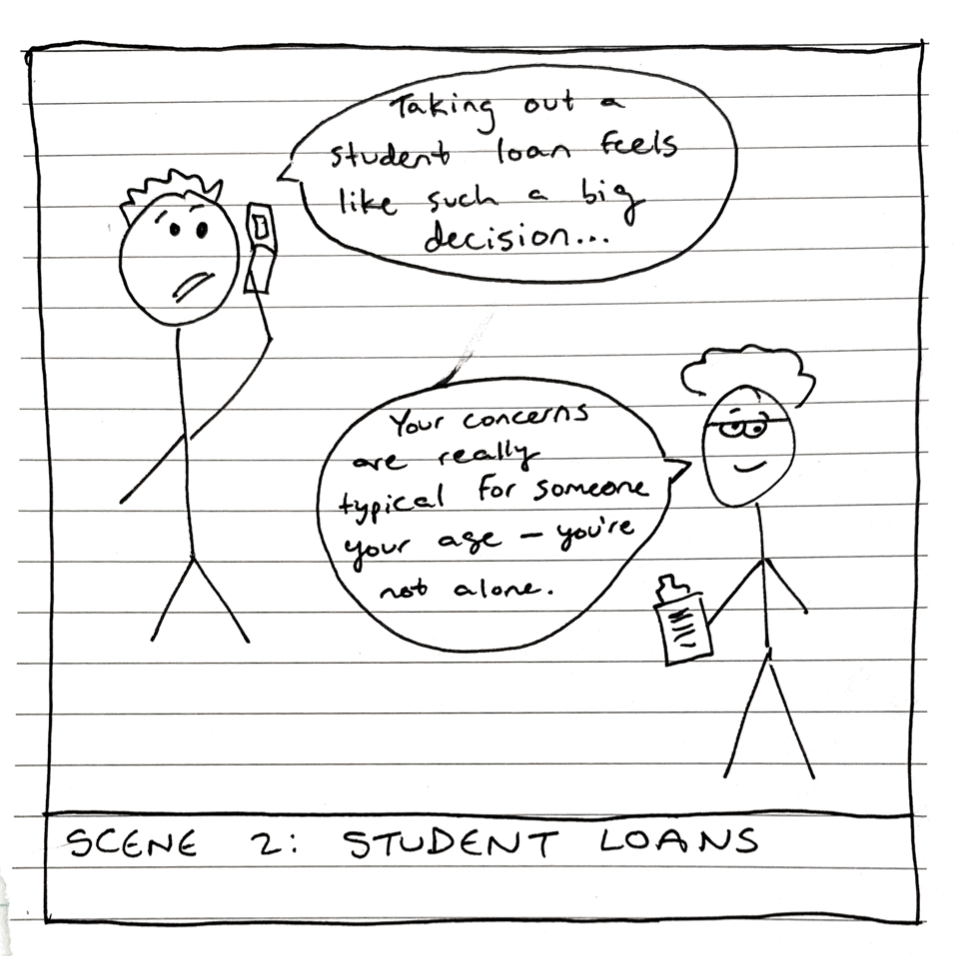 Taking out a
student loan feels
like such a big
decision...
Your concerns
are really
typical for someone
your age – you're
not alone.
SCENE 2: STUDENT LOANS